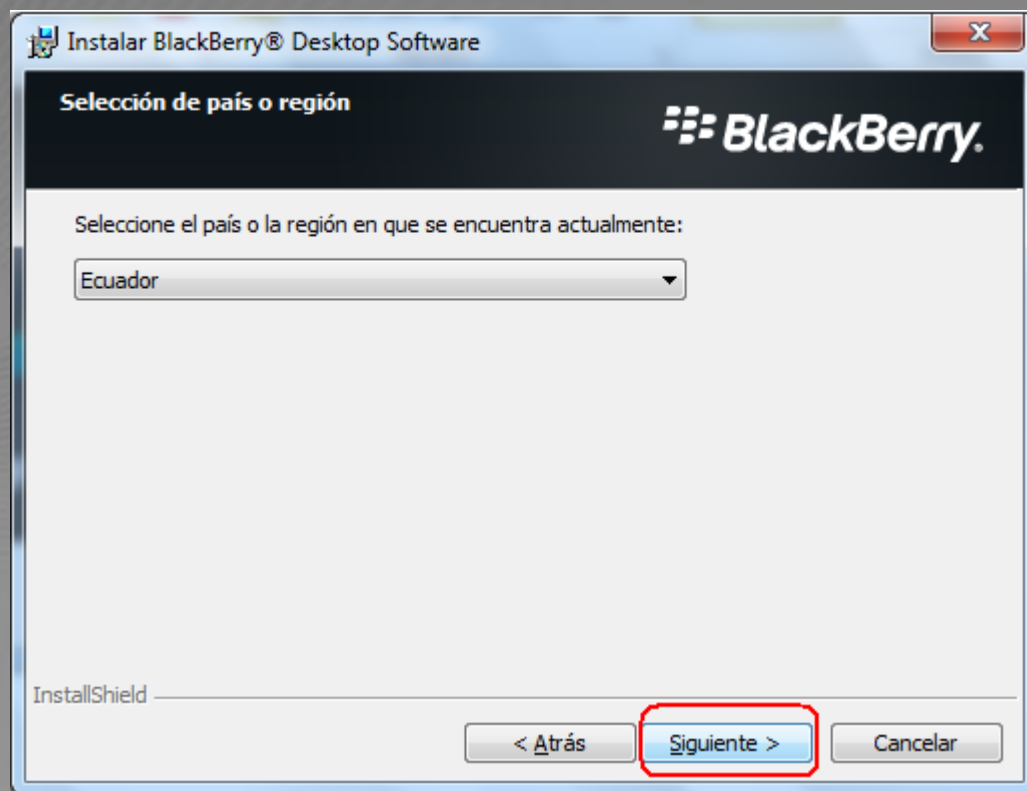 Instalar BlackBerry® Desktop Software
Selección de país o región
BlackBerry.
Seleccione el país o la región en que se encuentra actualmente:
Ecuador
InstallShield
< Atrás
Siguiente >
Cancelar